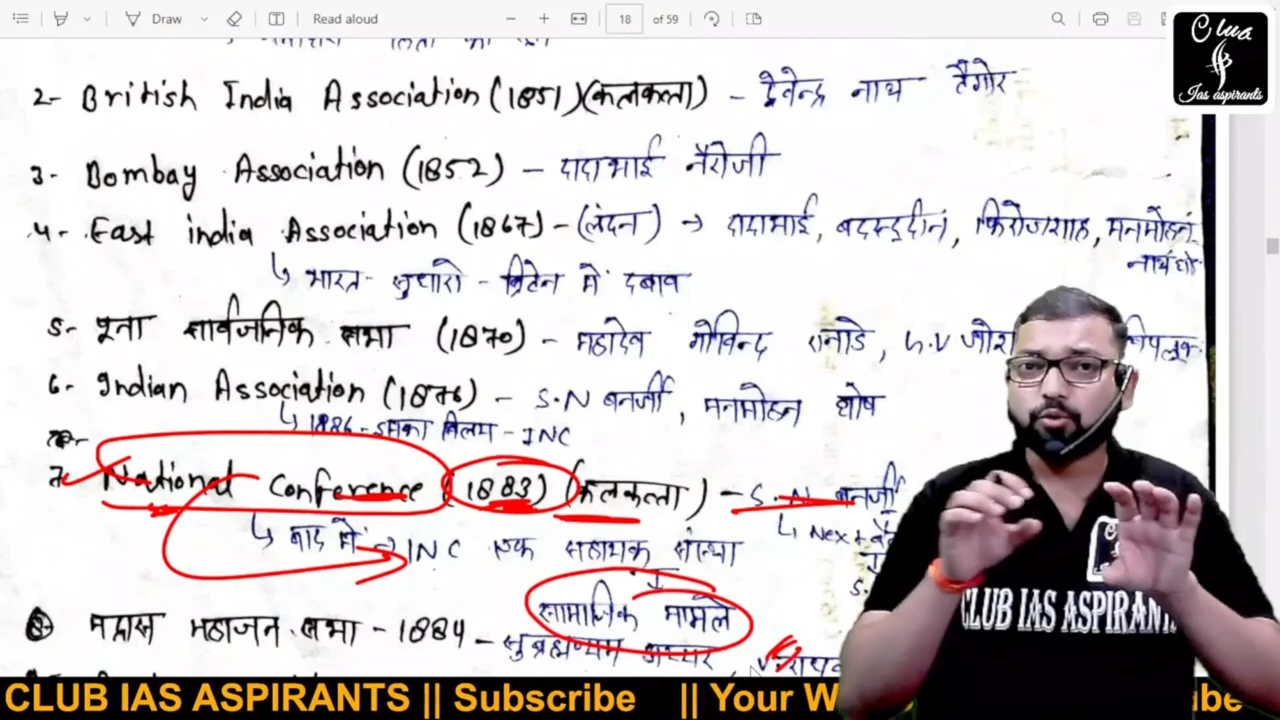 Draw
Read aloud
18 of 59
Club
Ias aspirants
2- British India Association (1851) (कलकत्ता) - देवेन्द्र नाथ टैगोर
3- Bombay Association (1852) - दादाभाई नैरोजी
4- East india Association (1867) - (लंदन) → दादाभाई, बदरूद्दीन, फिरोजशाह, मनमोहन
↳ भारत - सुधारो - ब्रिटेन में दबाव
5- पूना सार्वजनिक सभा (1870) - महादेव गोविन्द रानाडे, G.V जोश
6- Indian Association (1876) - S.N बनर्जी, मनमोहन घोष
↳ 1886 - इसका विलय - INC
7- National Conference (1883) (कलकत्ता) - S.N बनर्जी
↳ बाद में → INC एक सहायक संस्था
↳ Next
सामाजिक मामले
8- मद्रास महाजन सभा - 1884 - सुब्रह्मण्यम अय्यर,
CLUB IAS ASPIRANTS
CLUB IAS ASPIRANTS || Subscribe || Your W